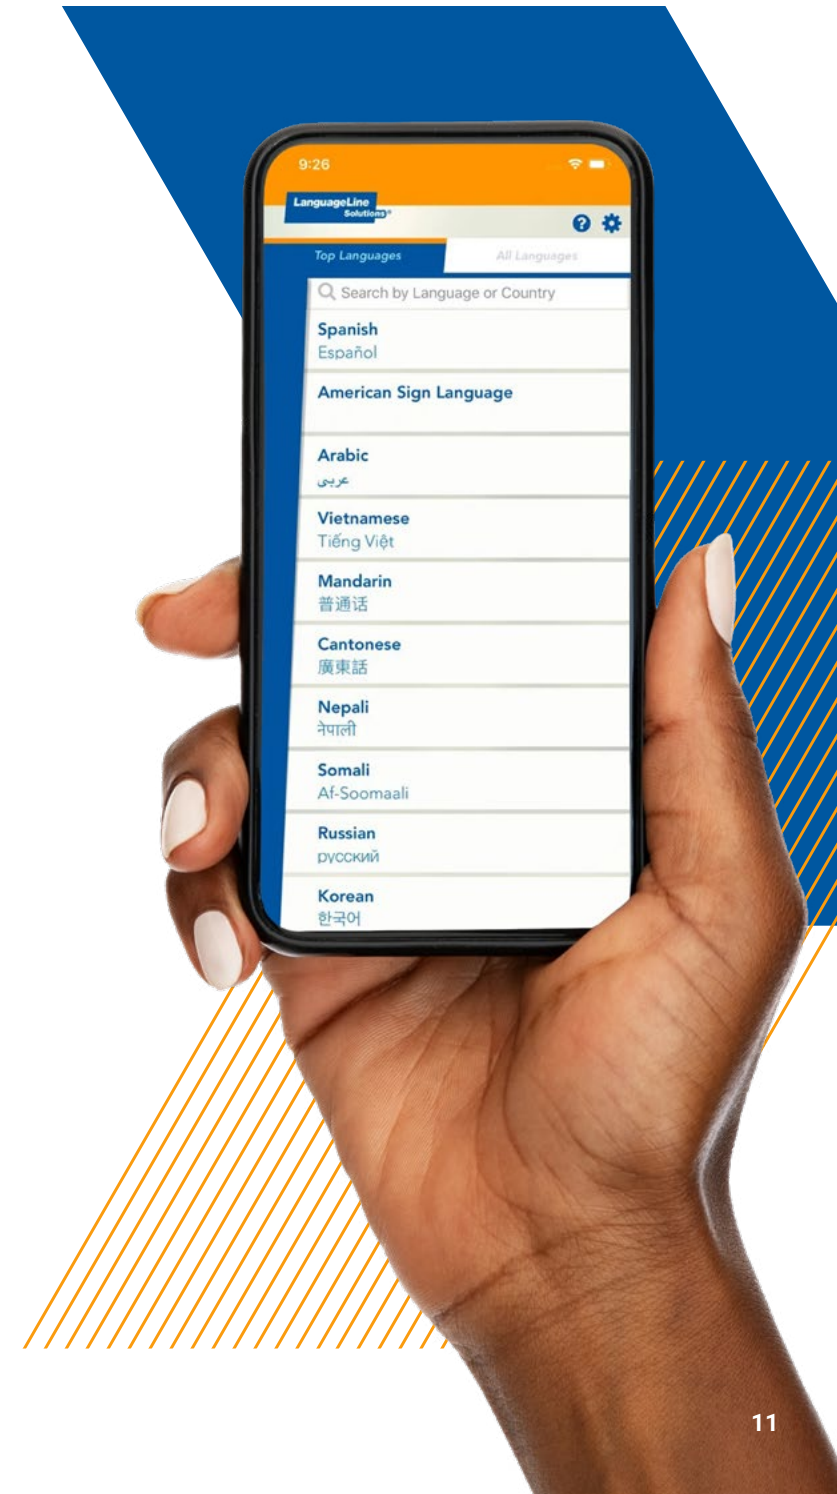 9:26
LanguageLine
Solutions®
Top Languages
All Languages
Search by Language or Country
Spanish
Español
American Sign Language
Arabic
عربى
Vietnamese
Tiếng Việt
Mandarin
普通话
Cantonese
廣東話
Nepali
नेपाली
Somali
Af-Soomaali
Russian
русский
Korean
한국어
11